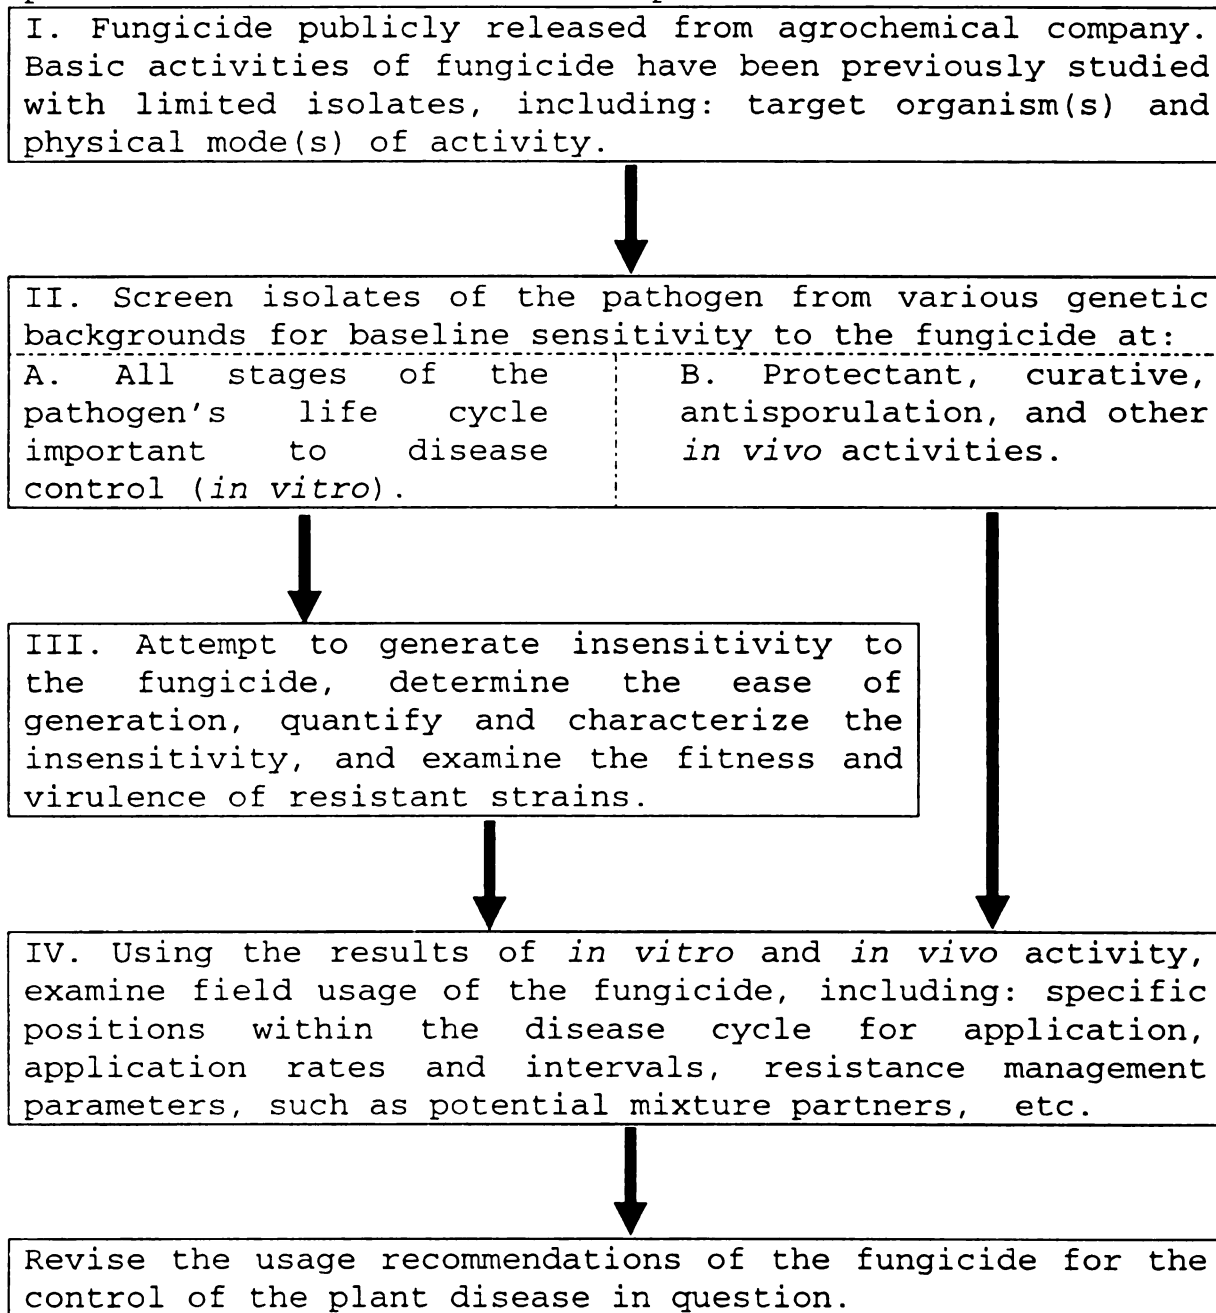 I. Fungicide publicly released from agrochemical company.
Basic activities of fungicide have been previously studied
with limited isolates, including: target organism(s) and
physical mode(s) of activity.
II. Screen isolates of the pathogen from various genetic
backgrounds for baseline sensitivity to the fungicide at:
A. All stages of the
pathogen's life cycle
important to disease
control (in vitro).
B. Protectant, curative,
antisporulation, and other
in vivo activities.
III. Attempt to generate insensitivity to
the fungicide, determine the ease of
generation, quantify and characterize the
insensitivity, and examine the fitness and
virulence of resistant strains.
IV. Using the results of in vitro and in vivo activity,
examine field usage of the fungicide, including: specific
positions within the disease cycle for application,
application rates and intervals, resistance management
parameters, such as potential mixture partners, etc.
Revise the usage recommendations of the fungicide for the
control of the plant disease in question.